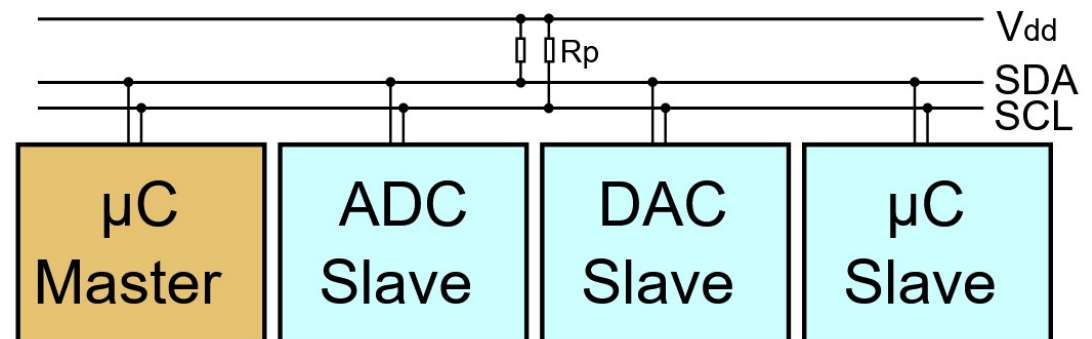 Vdd
Rp
SDA
SCL
µC
Master
ADC
Slave
DAC
Slave
µC
Slave